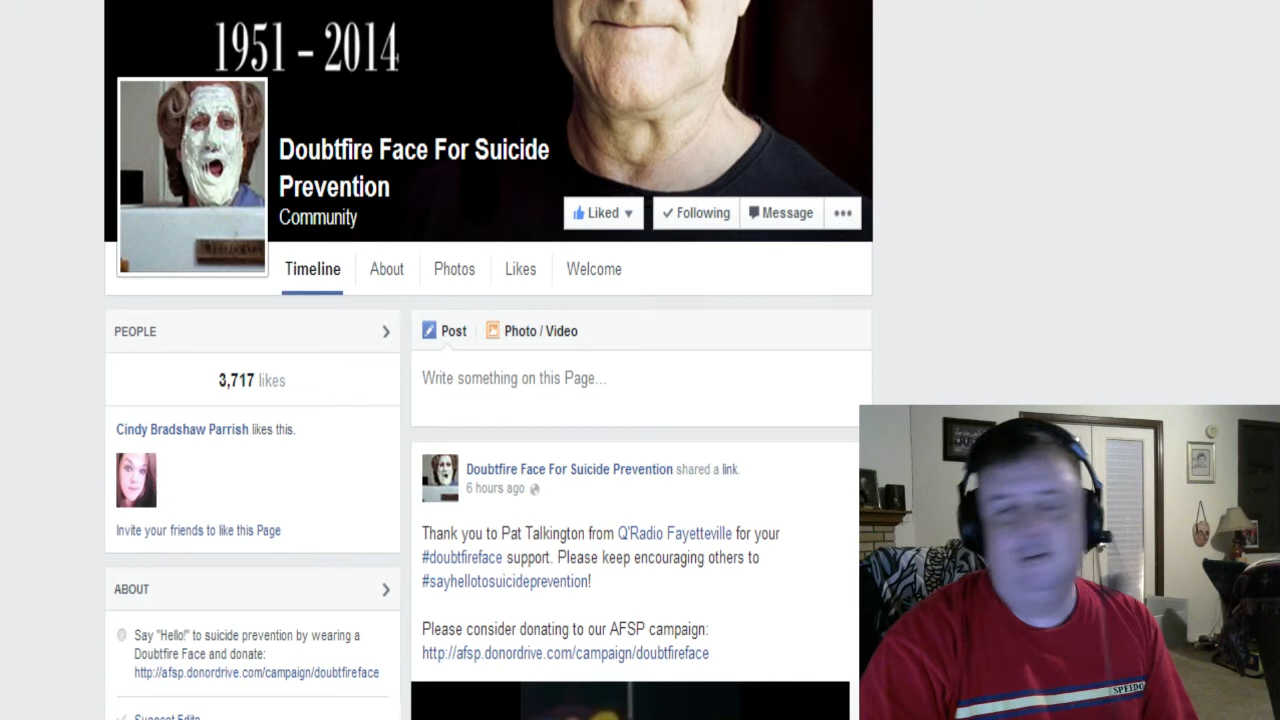 1951 – 2014
Doubtfire Face For Suicide
Prevention
Community
Liked
Following
Message
Timeline
About
Photos
Likes
Welcome
PEOPLE
3,717 likes
Cindy Bradshaw Parrish likes this.
Invite your friends to like this Page
ABOUT
Say "Hello!" to suicide prevention by wearing a
Doubtfire Face and donate:
http://afsp.donordrive.com/campaign/doubtfireface
Suggest Edits
Post
Photo / Video
Write something on this Page...
Doubtfire Face For Suicide Prevention shared a link.
6 hours ago
Thank you to Pat Talkington from Q'Radio Fayetteville for your
#doubtfireface support. Please keep encouraging others to
#sayhellotosuicideprevention!
Please consider donating to our AFSP campaign:
http://afsp.donordrive.com/campaign/doubtfireface
SPEEDO